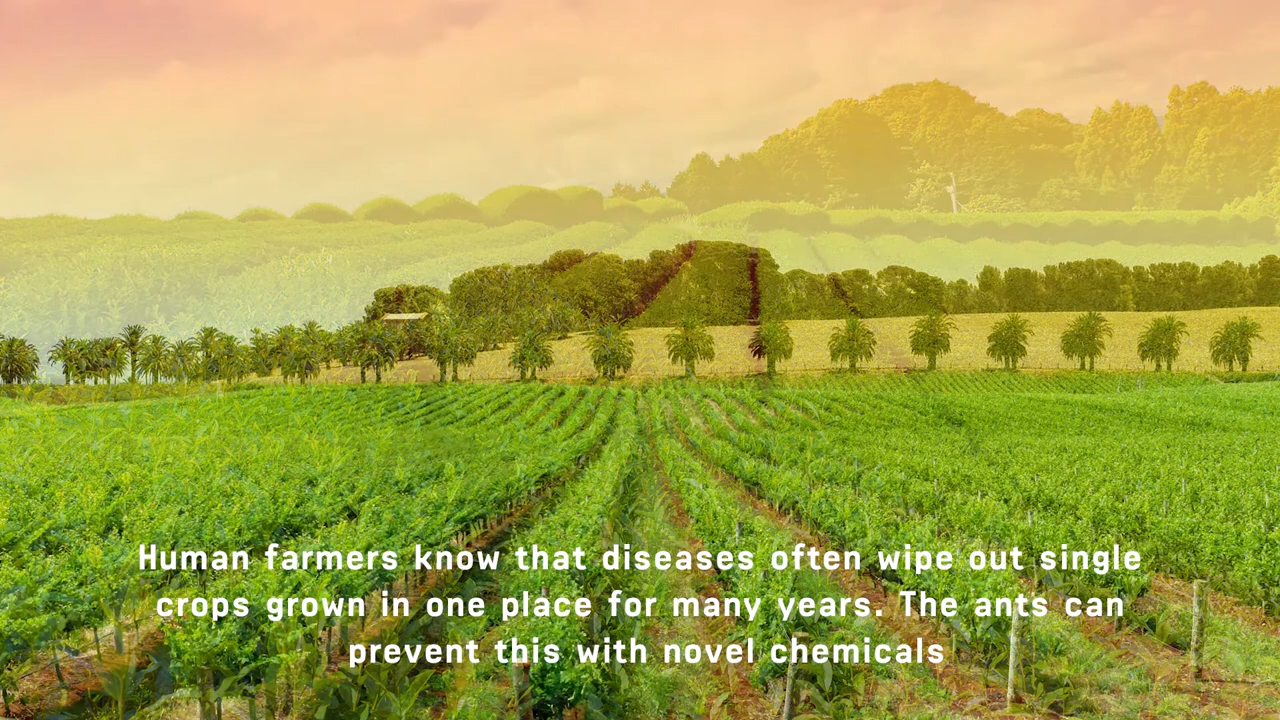 Human farmers know that diseases often wipe out single
crops grown in one place for many years. The ants can
prevent this with novel chemicals